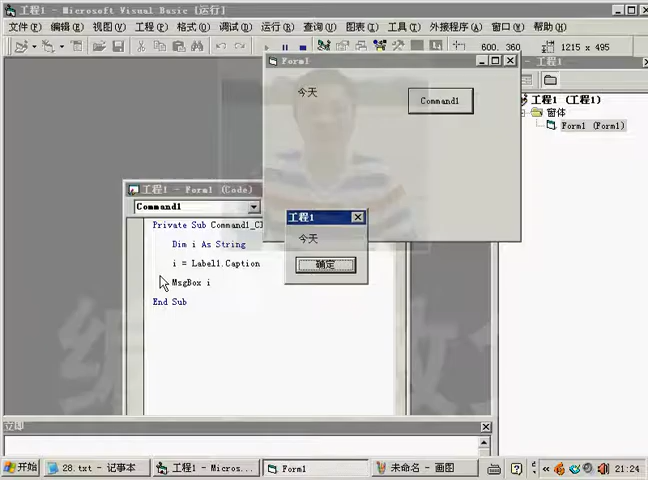 工程1 - Microsoft Visual Basic [运行]
文件(F) 编辑(E) 视图(V) 工程(P) 格式(O) 调试(D) 运行(R) 查询(U) 图表(I) 工具(T) 外接程序(A) 窗口(W) 帮助(H)
600, 360 1215 x 495
Form1
今天
Command1
工程1 (工程1)
窗体
Form1 (Form1)
工程1 - Form1 (Code)
Command1
Private Sub Command1_Cl
Dim i As String
i = Label1.Caption
MsgBox i
End Sub
工程1
今天
确定
立即
开始 28.txt - 记事本 工程1 - Micros... Form1 未命名 - 画图 21:24